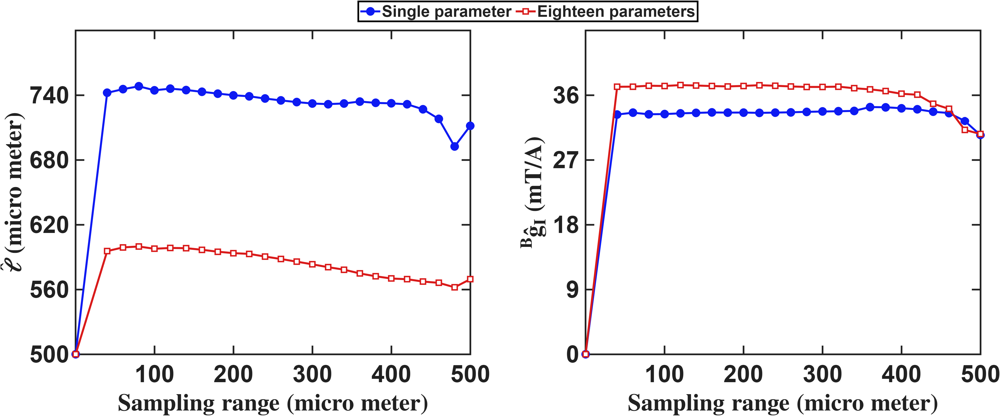 Single parameter Eighteen parameters
740
680
620
560
500
100 200 300 400 500
Sampling range (micro meter)
ℓ̂ (micro meter)
36
27
18
9
0
100 200 300 400 500
Sampling range (micro meter)
ᴮĝ_I (mT/A)